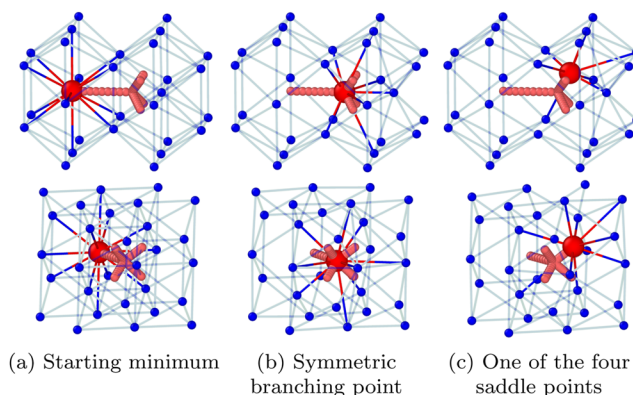 (a) Starting minimum
(b) Symmetric
branching point
(c) One of the four
saddle points